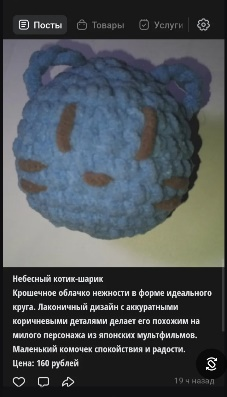 Посты
Товары
Услуги
Небесный котик-шарик
Крошечное облачко нежности в форме идеального
круга. Лаконичный дизайн с аккуратными
коричневыми деталями делает его похожим на
милого персонажа из японских мультфильмов.
Маленький комочек спокойствия и радости.
Цена: 160 рублей
19 ч назад